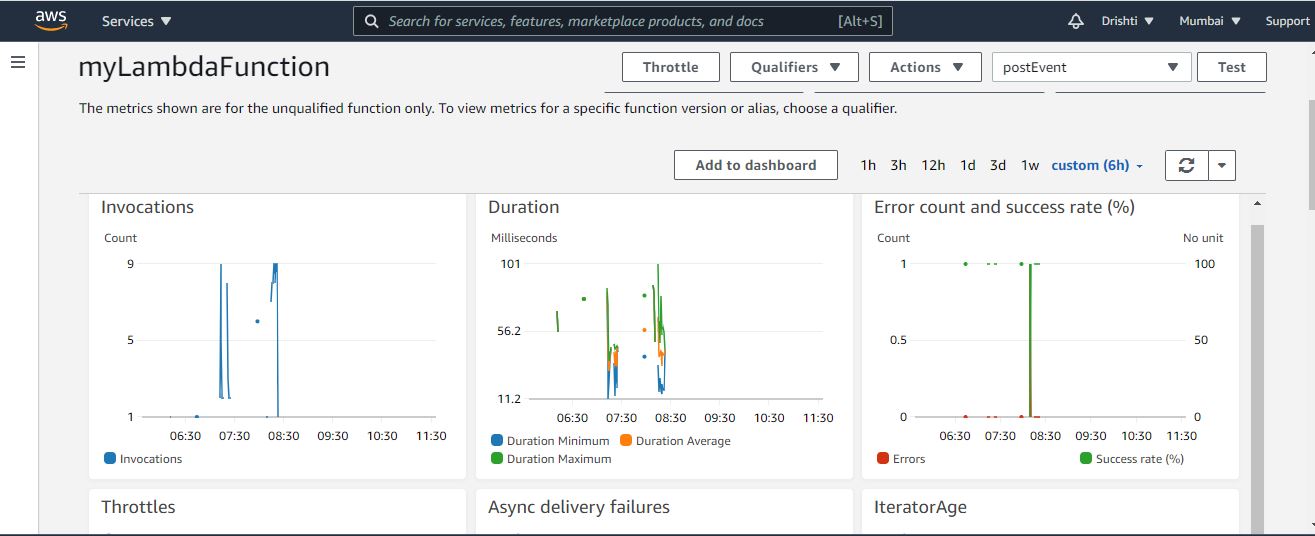 aws Services Search for services, features, marketplace products, and docs [Alt+S] Drishti Mumbai Support
myLambdaFunction Throttle Qualifiers Actions postEvent Test
The metrics shown are for the unqualified function only. To view metrics for a specific function version or alias, choose a qualifier.
Add to dashboard 1h 3h 12h 1d 3d 1w custom (6h)
Invocations
Count
9
5
1
06:30 07:30 08:30 09:30 10:30 11:30
Invocations
Duration
Milliseconds
101
56.2
11.2
06:30 07:30 08:30 09:30 10:30 11:30
Duration Minimum Duration Average
Duration Maximum
Error count and success rate (%)
Count No unit
1 100
0.5 50
0 0
06:30 07:30 08:30 09:30 10:30 11:30
Errors Success rate (%)
Throttles
Async delivery failures
IteratorAge